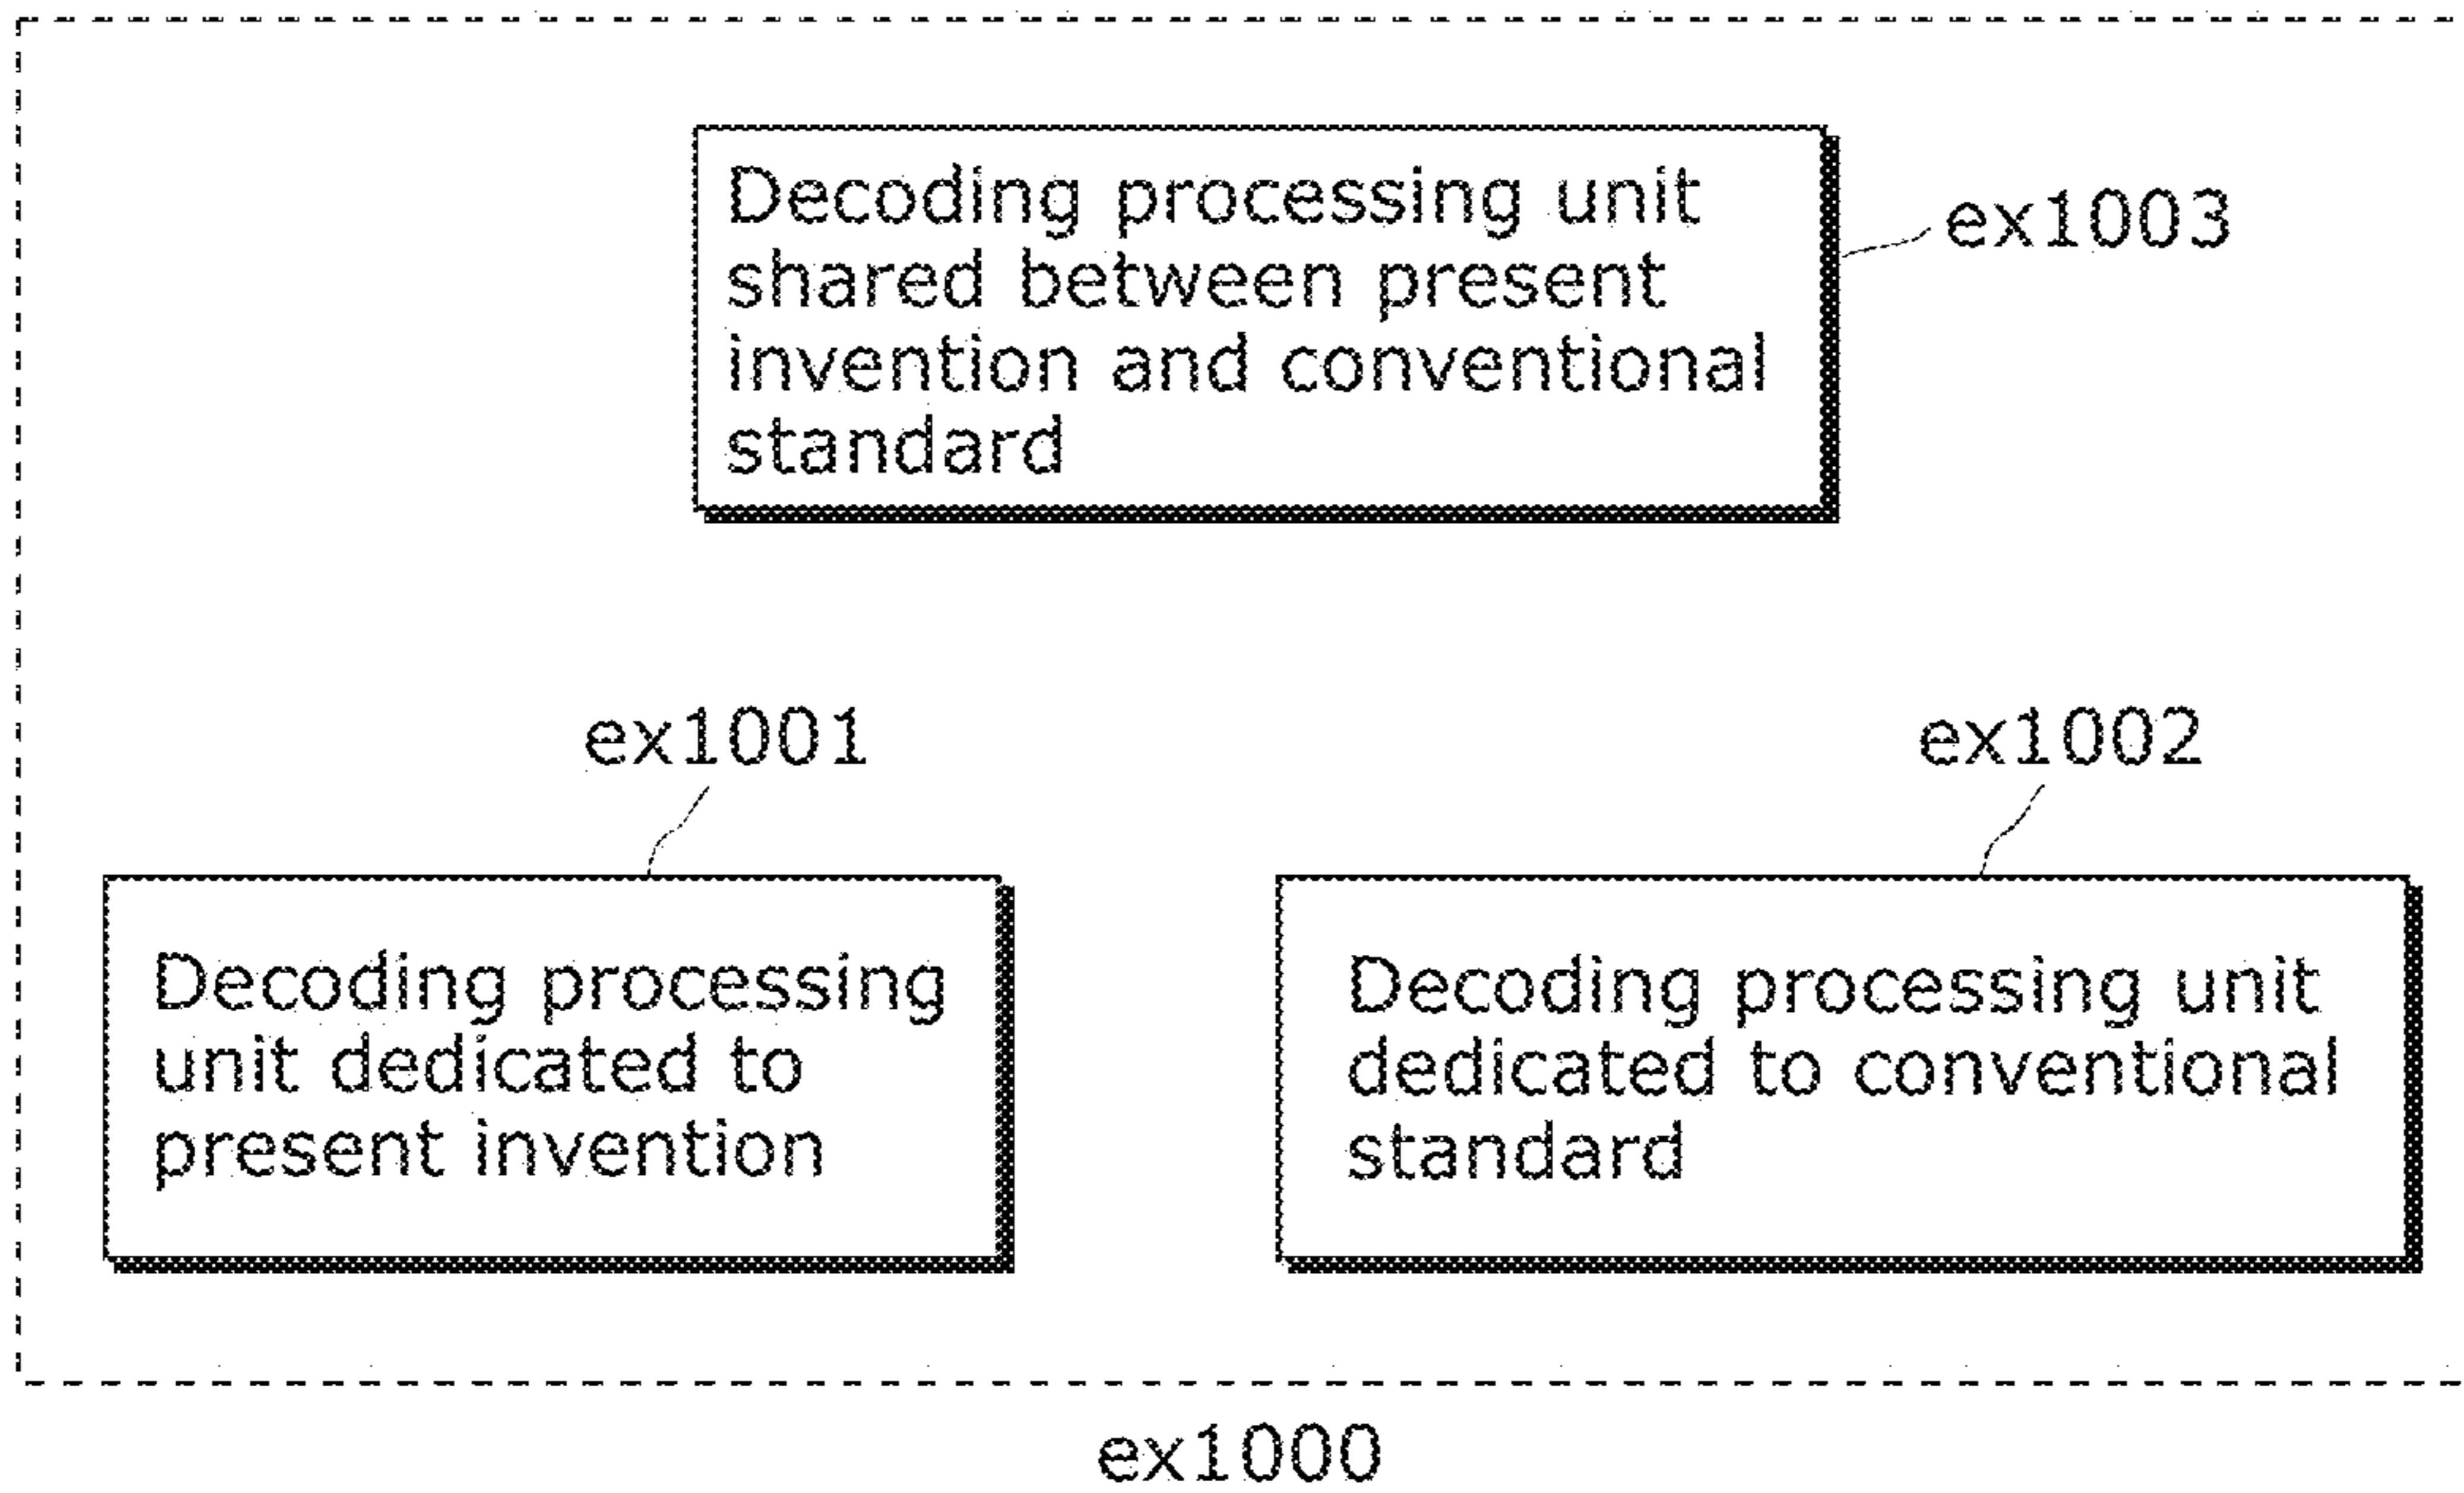 Decoding processing unit
shared between present
invention and conventional
standard
ex1003
ex1001
ex1002
Decoding processing
unit dedicated to
present invention
Decoding processing unit
dedicated to conventional
standard
ex1000